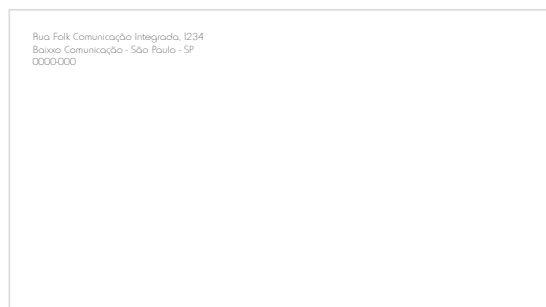 Rua Folk Comunicação Integrada, 1234
Baixxo Comunicação - São Paulo - SP
0000-000